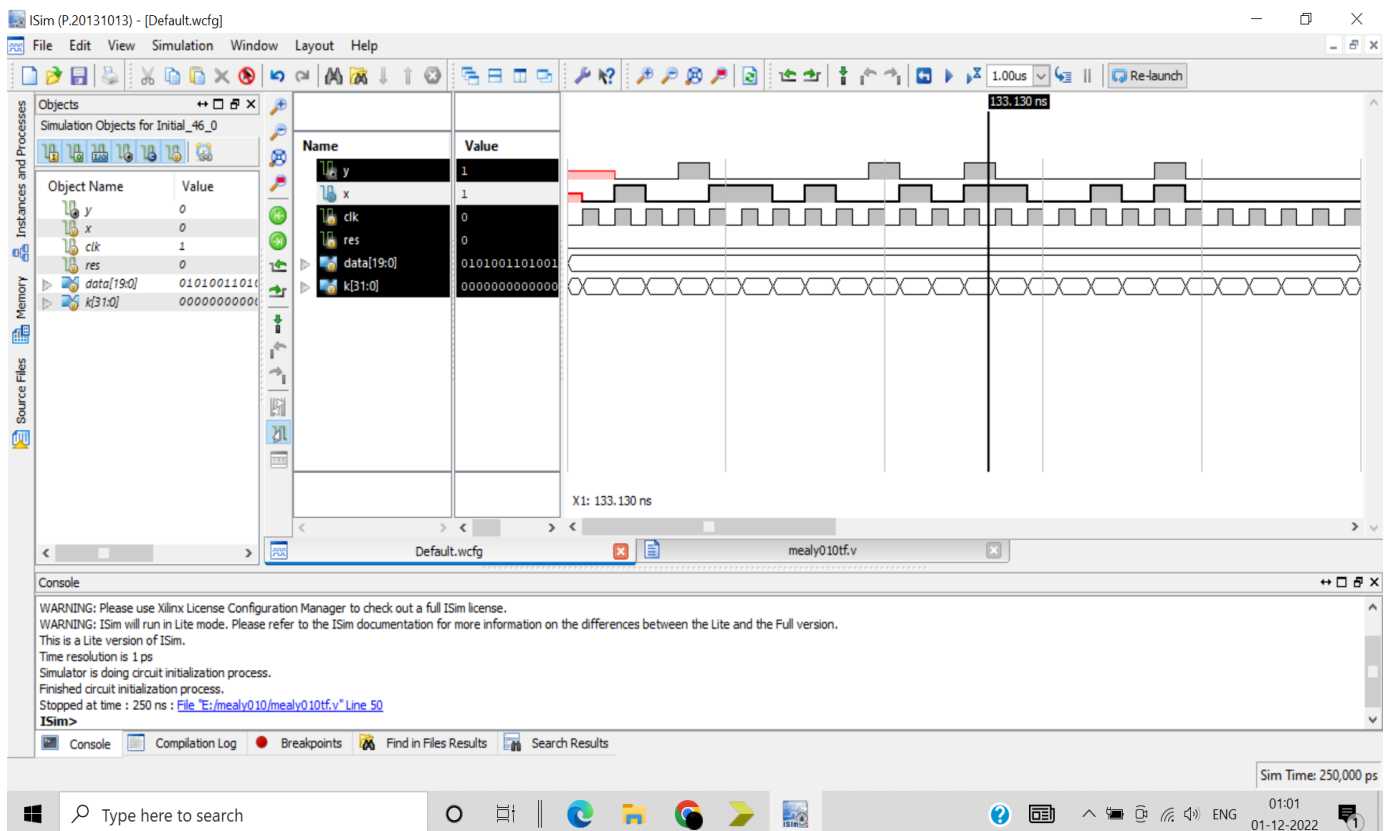 ISim (P.20131013) - [Default.wcfg]
File Edit View Simulation Window Layout Help
1.00us
Re-launch
Instances and Processes
Memory
Source Files
Objects
Simulation Objects for Initial_46_0
Object Name Value
y 0
x 0
clk 1
res 0
data[19:0] 01010011010
k[31:0] 00000000000
Name Value
y 1
x 1
clk 0
res 0
data[19:0] 0101001101001
k[31:0] 0000000000000
133.130 ns
X1: 133.130 ns
Default.wcfg
mealy010tf.v
Console
WARNING: Please use Xilinx License Configuration Manager to check out a full ISim license.
WARNING: ISim will run in Lite mode. Please refer to the ISim documentation for more information on the differences between the Lite and the Full version.
This is a Lite version of ISim.
Time resolution is 1 ps
Simulator is doing circuit initialization process.
Finished circuit initialization process.
Stopped at time : 250 ns : File "E:/mealy010/mealy010tf.v" Line 50
ISim>
Console Compilation Log Breakpoints Find in Files Results Search Results
Sim Time: 250,000 ps
Type here to search
ENG
01:01
01-12-2022
1